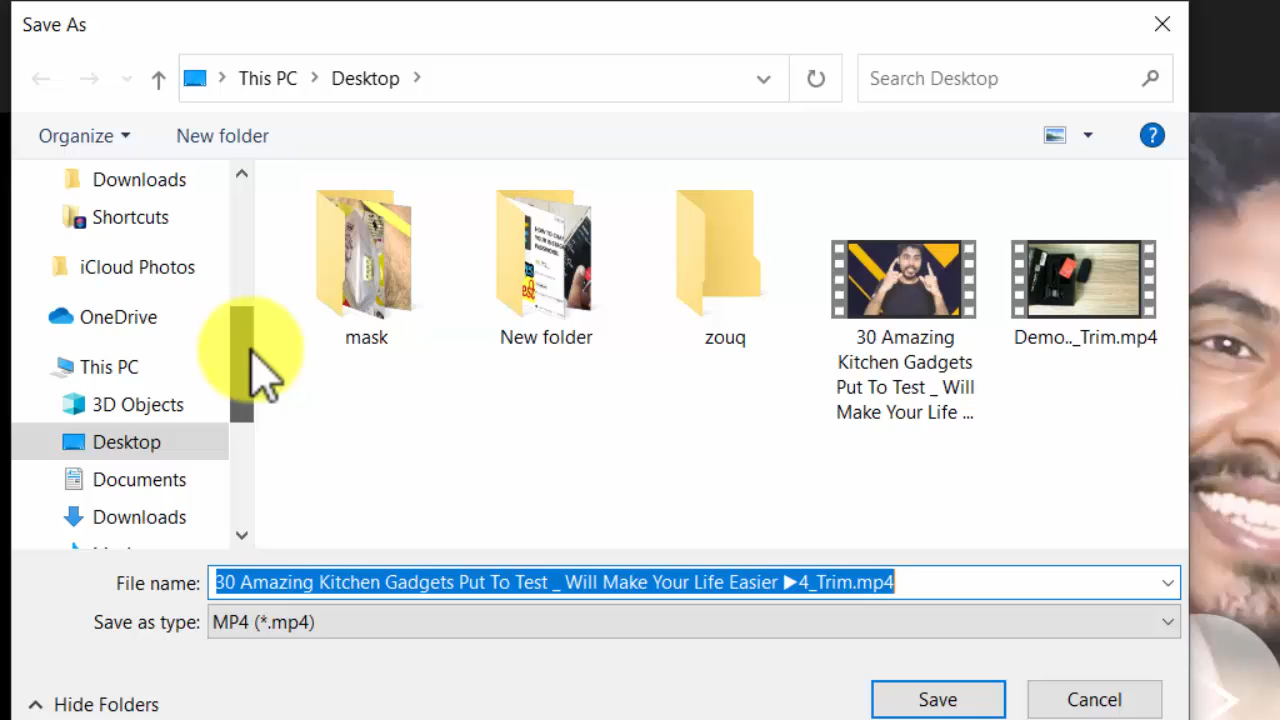 Save As
This PC
Desktop
Search Desktop
Organize
New folder
Downloads
Shortcuts
iCloud Photos
OneDrive
This PC
3D Objects
Desktop
Documents
Downloads
mask
New folder
zouq
30 Amazing
Kitchen Gadgets
Put To Test _ Will
Make Your Life ...
Demo.._Trim.mp4
File name:
30 Amazing Kitchen Gadgets Put To Test _ Will Make Your Life Easier ▶4_Trim.mp4
Save as type:
MP4 (*.mp4)
Hide Folders
Save
Cancel